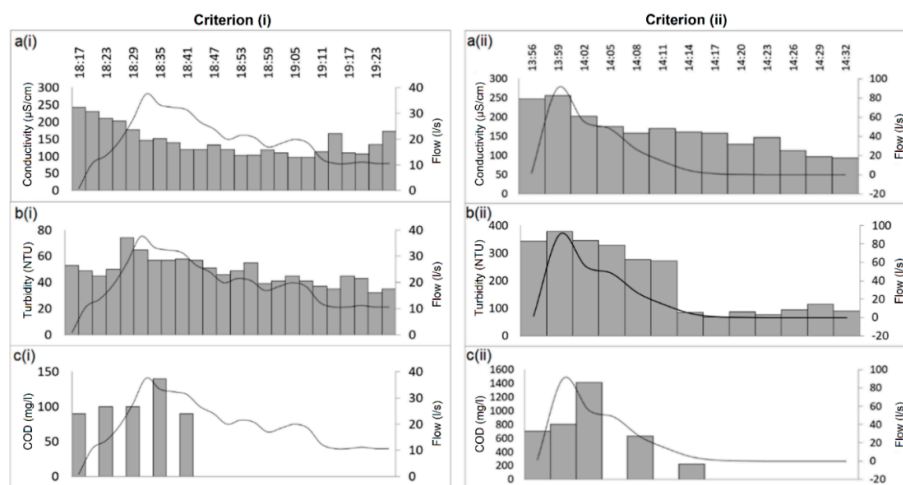 Criterion (i)
Criterion (ii)
a(i)
18:17 18:23 18:29 18:35 18:41 18:47 18:53 18:59 19:05 19:11 19:17 19:23
Conductivity (µS/cm)
300 250 200 150 100 50 0
40 30 20 10 0
Flow (l/s)
a(ii)
13:56 13:59 14:02 14:05 14:08 14:11 14:14 14:17 14:20 14:23 14:26 14:29 14:32
Conductivity (µS/cm)
300 250 200 150 100 50 0
100 80 60 40 20 0 -20
Flow (l/s)
b(i)
Turbidity (NTU)
80 60 40 20 0
40 30 20 10 0
Flow (l/s)
b(ii)
Turbidity (NTU)
400 300 200 100 0
100 80 60 40 20 0 -20
Flow (l/s)
c(i)
COD (mg/l)
150 100 50 0
40 30 20 10 0
Flow (l/s)
c(ii)
COD (mg/l)
1600 1400 1200 1000 800 600 400 200 0
100 80 60 40 20 0 -20
Flow (l/s)